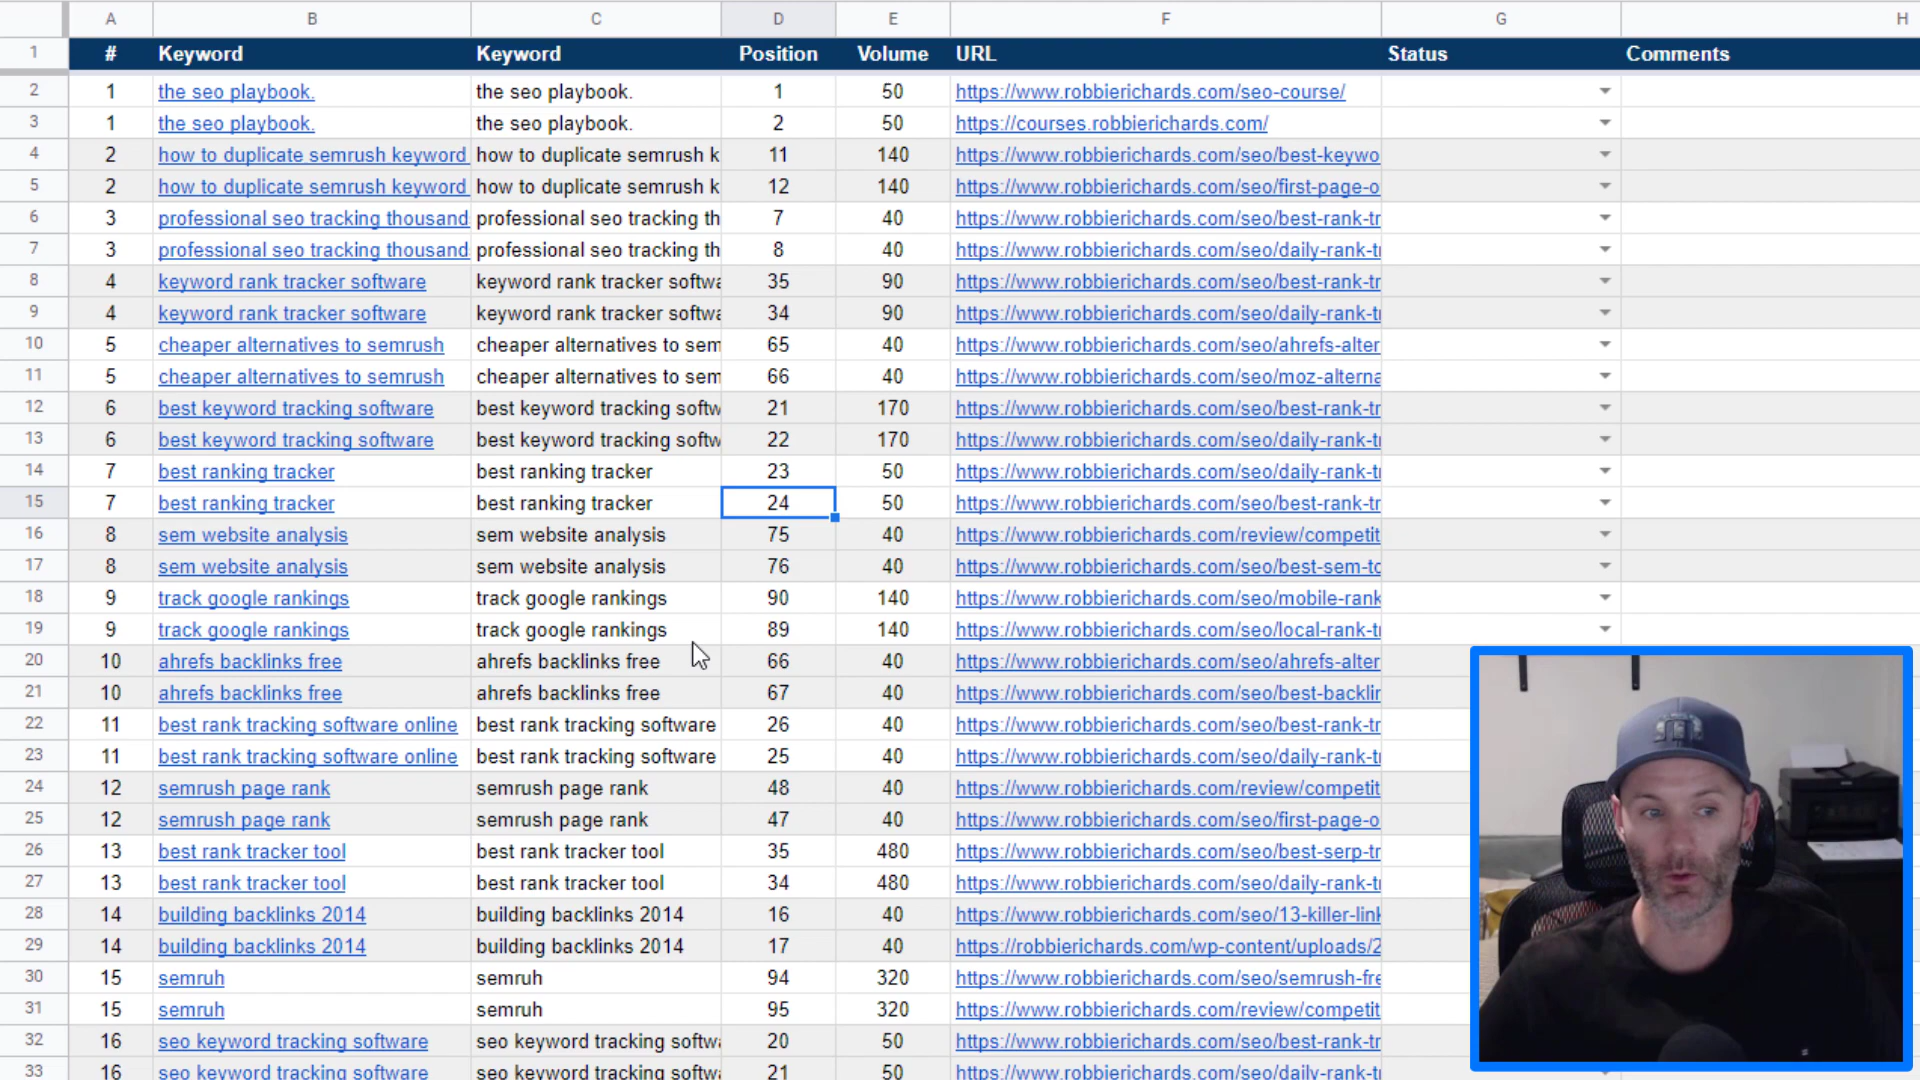 A B C D E F G H
1 # Keyword Keyword Position Volume URL Status Comments
2 1 the seo playbook. the seo playbook. 1 50 https://www.robbierichards.com/seo-course/
3 1 the seo playbook. the seo playbook. 2 50 https://courses.robbierichards.com/
4 2 how to duplicate semrush keyword how to duplicate semrush k 11 140 https://www.robbierichards.com/seo/best-keywo
5 2 how to duplicate semrush keyword how to duplicate semrush k 12 140 https://www.robbierichards.com/seo/first-page-o
6 3 professional seo tracking thousand professional seo tracking th 7 40 https://www.robbierichards.com/seo/best-rank-tr
7 3 professional seo tracking thousand professional seo tracking th 8 40 https://www.robbierichards.com/seo/daily-rank-t
8 4 keyword rank tracker software keyword rank tracker softwa 35 90 https://www.robbierichards.com/seo/best-rank-tr
9 4 keyword rank tracker software keyword rank tracker softwa 34 90 https://www.robbierichards.com/seo/daily-rank-t
10 5 cheaper alternatives to semrush cheaper alternatives to sem 65 40 https://www.robbierichards.com/seo/ahrefs-alter
11 5 cheaper alternatives to semrush cheaper alternatives to sem 66 40 https://www.robbierichards.com/seo/moz-alterna
12 6 best keyword tracking software best keyword tracking softw 21 170 https://www.robbierichards.com/seo/best-rank-tr
13 6 best keyword tracking software best keyword tracking softw 22 170 https://www.robbierichards.com/seo/daily-rank-t
14 7 best ranking tracker best ranking tracker 23 50 https://www.robbierichards.com/seo/daily-rank-t
15 7 best ranking tracker best ranking tracker 24 50 https://www.robbierichards.com/seo/best-rank-tr
16 8 sem website analysis sem website analysis 75 40 https://www.robbierichards.com/review/competit
17 8 sem website analysis sem website analysis 76 40 https://www.robbierichards.com/seo/best-sem-to
18 9 track google rankings track google rankings 90 140 https://www.robbierichards.com/seo/mobile-rank
19 9 track google rankings track google rankings 89 140 https://www.robbierichards.com/seo/local-rank-t
20 10 ahrefs backlinks free ahrefs backlinks free 66 40 https://www.robbierichards.com/seo/ahrefs-alter
21 10 ahrefs backlinks free ahrefs backlinks free 67 40 https://www.robbierichards.com/seo/best-backlin
22 11 best rank tracking software online best rank tracking software 26 40 https://www.robbierichards.com/seo/best-rank-tr
23 11 best rank tracking software online best rank tracking software 25 40 https://www.robbierichards.com/seo/daily-rank-t
24 12 semrush page rank semrush page rank 48 40 https://www.robbierichards.com/review/competit
25 12 semrush page rank semrush page rank 47 40 https://www.robbierichards.com/seo/first-page-o
26 13 best rank tracker tool best rank tracker tool 35 480 https://www.robbierichards.com/seo/best-serp-tr
27 13 best rank tracker tool best rank tracker tool 34 480 https://www.robbierichards.com/seo/daily-rank-t
28 14 building backlinks 2014 building backlinks 2014 16 40 https://www.robbierichards.com/seo/13-killer-link
29 14 building backlinks 2014 building backlinks 2014 17 40 https://robbierichards.com/wp-content/uploads/2
30 15 semruh semruh 94 320 https://www.robbierichards.com/seo/semrush-fre
31 15 semruh semruh 95 320 https://www.robbierichards.com/review/competit
32 16 seo keyword tracking software seo keyword tracking softwa 20 50 https://www.robbierichards.com/seo/best-rank-tr
33 16 seo keyword tracking software seo keyword tracking softwa 21 50 https://www.robbierichards.com/seo/daily-rank-t